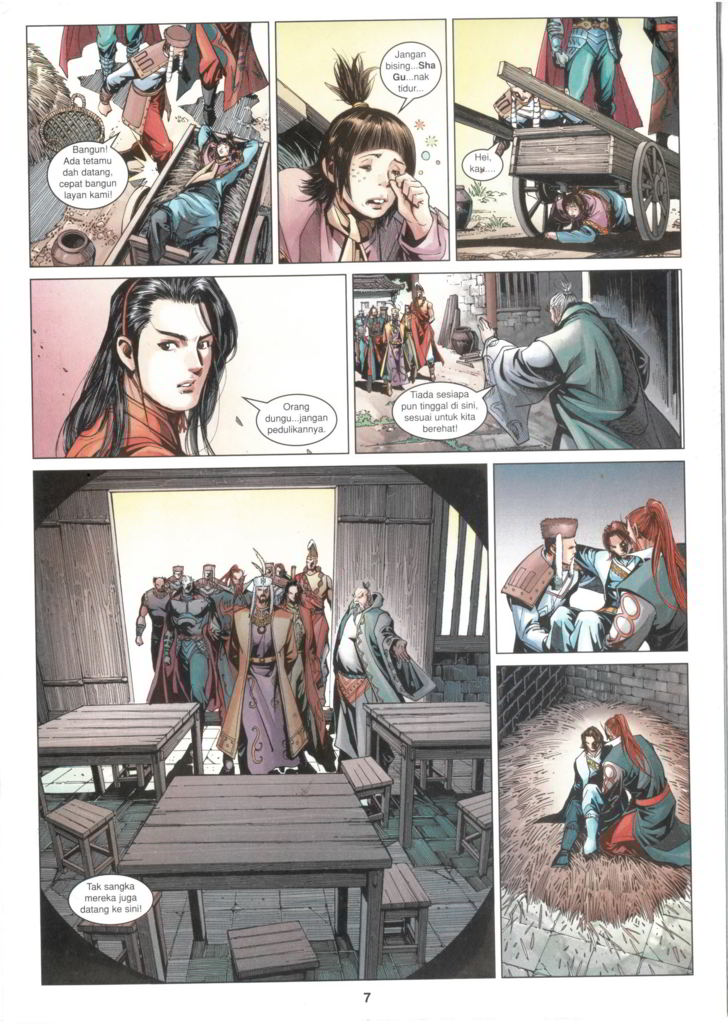 Bangun!
Ada tetamu
dah datang,
cepat bangun
layan kami!
Jangan
bising...Sha
Gu...nak
tidur...
Hei,
kau....
Orang
dungu...jangan
pedulikannya.
Tiada sesiapa
pun tinggal di sini,
sesuai untuk kita
berehat!
Tak sangka
mereka juga
datang ke sini!
7